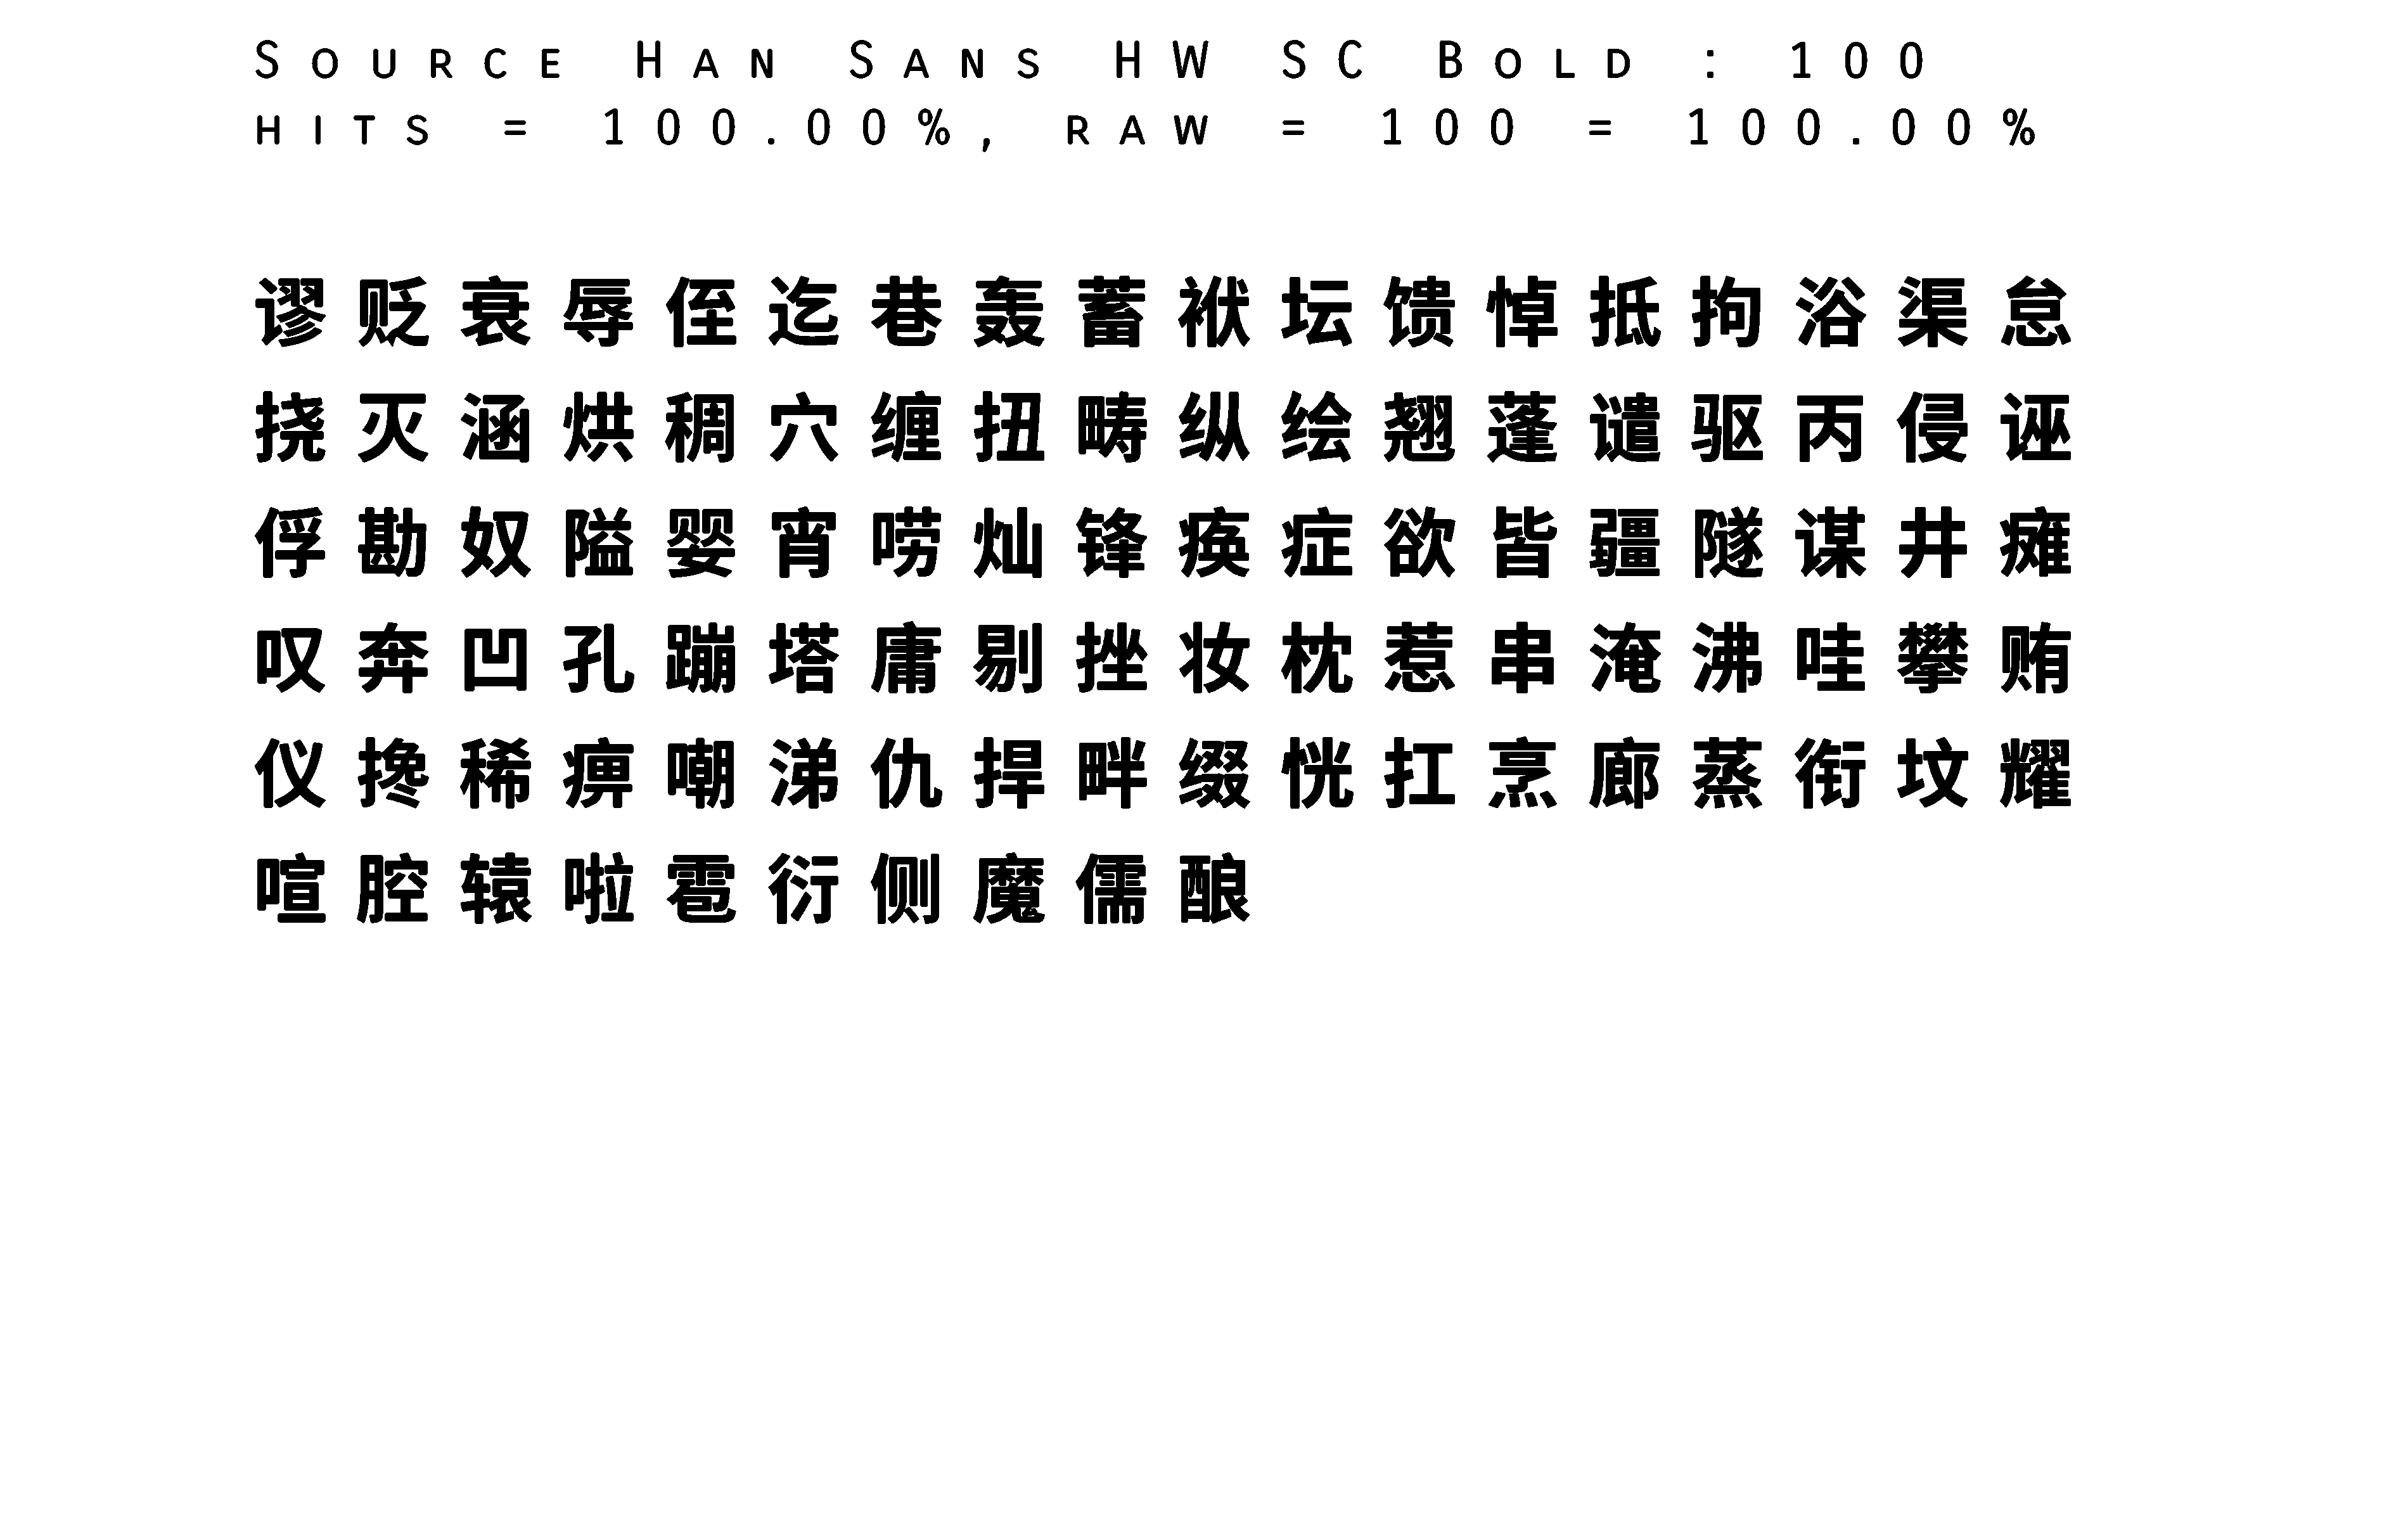 Source Han Sans HW SC Bold : 100
hits = 100.00%, raw = 100 = 100.00%
谬贬衰辱侄迄巷轰蓄袱坛馈悼抵拘浴渠怠
挠灭涵烘稠穴缠扭畴纵绘翘蓬谴驱丙侵诬
俘勘奴隘婴宵唠灿锋痪症欲皆疆隧谋井瘫
叹奔凹孔蹦塔庸剔挫妆枕惹串淹沸哇攀贿
仪搀稀痹嘲涕仇捍畔缀恍扛烹廊蒸衔坟耀
喧腔辕啦雹衍侧魔儒酿